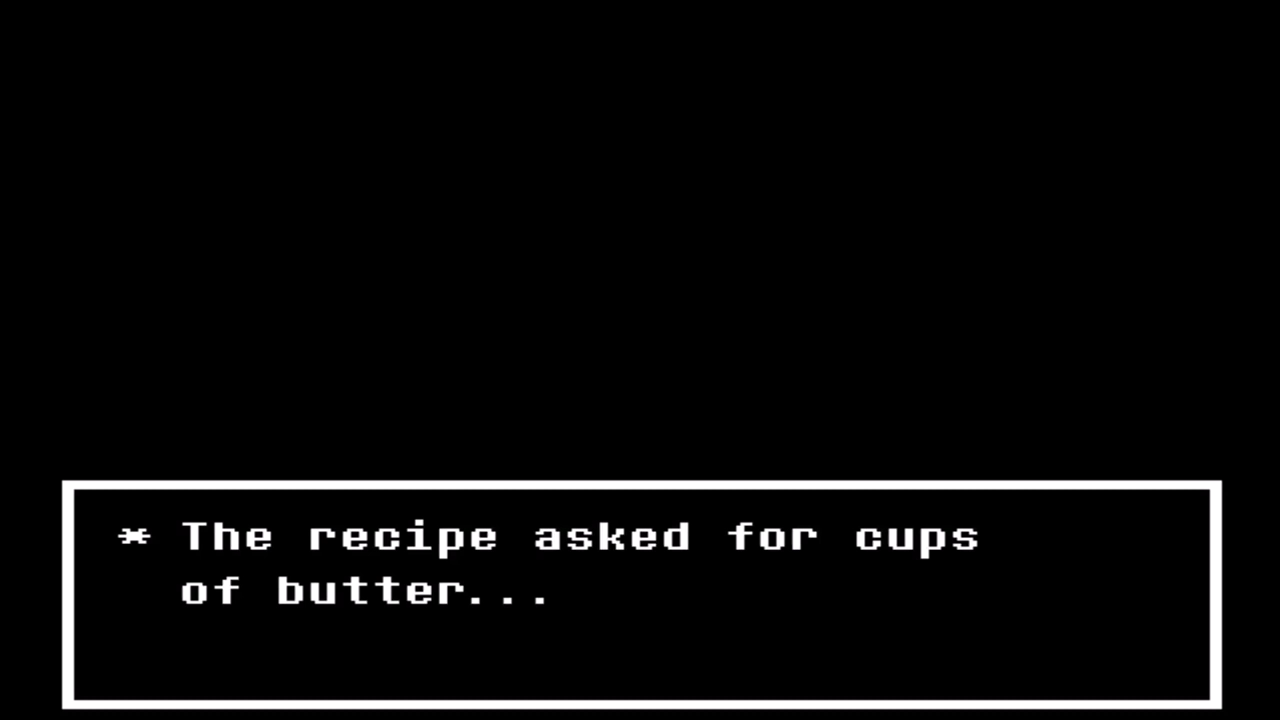 * The recipe asked for cups
of butter...